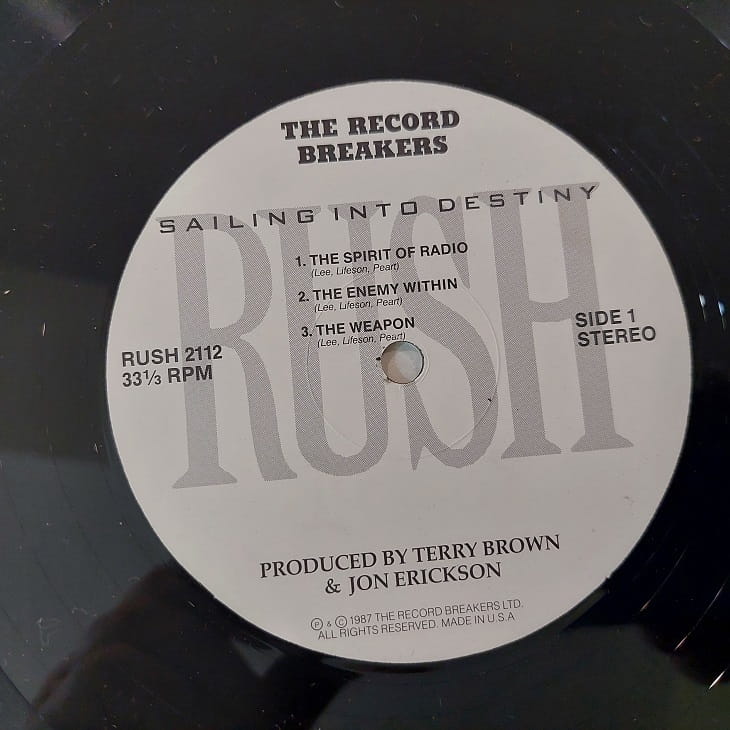 THE RECORD
BREAKERS
SAILING INTO DESTINY
RUSH
1. THE SPIRIT OF RADIO
(Lee, Lifeson, Peart)
2. THE ENEMY WITHIN
(Lee, Lifeson, Peart)
3. THE WEAPON
(Lee, Lifeson, Peart)
RUSH 2112
33⅓ RPM
SIDE 1
STEREO
PRODUCED BY TERRY BROWN
& JON ERICKSON
℗ & © 1987 THE RECORD BREAKERS LTD.
ALL RIGHTS RESERVED. MADE IN U.S.A